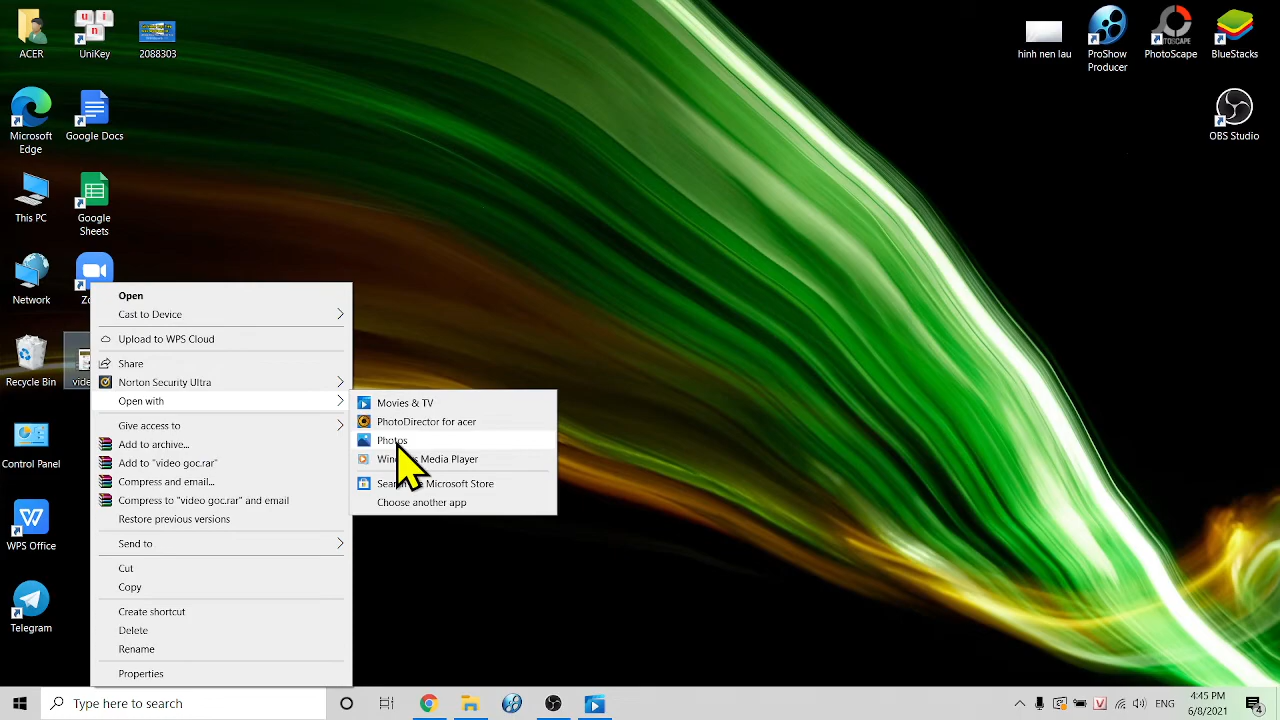 ACER
UniKey
2088303
Microsoft
Edge
Google Docs
This PC
Google
Sheets
Network
Recycle Bin
Control Panel
WPS Office
Telegram
hinh nen lau
ProShow
Producer
PhotoScape
BlueStacks
OBS Studio
Open
Cast to Device
Upload to WPS Cloud
Share
Norton Security Ultra
Open with
Give access to
Add to archive...
Add to "video goc.rar"
Compress and email...
Compress to "video goc.rar" and email
Restore previous versions
Send to
Cut
Copy
Create shortcut
Delete
Rename
Properties
Movies & TV
PhotoDirector for acer
Photos
Media Player
Microsoft Store
Choose another app
Type here to search
ENG
4:45 PM
6/8/2021
4